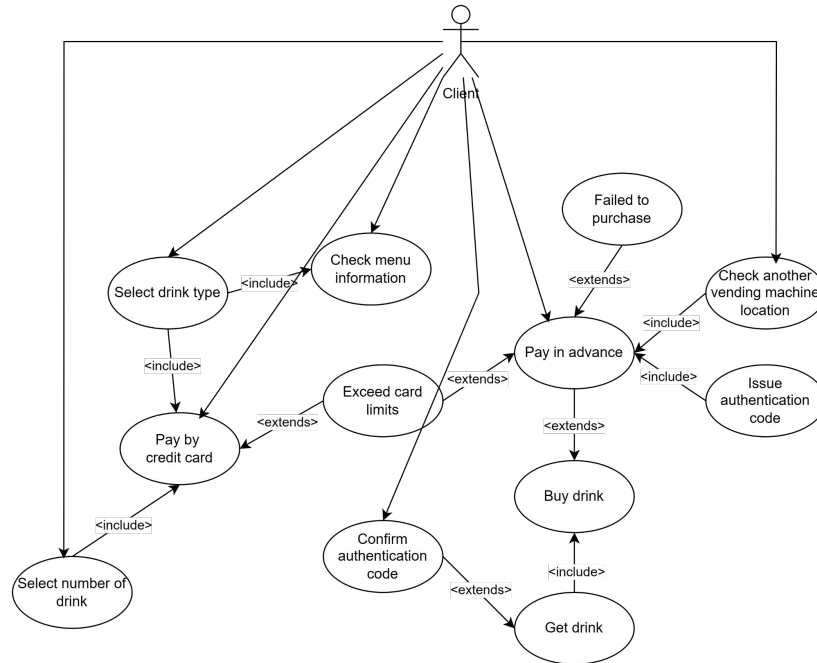 Client
Failed to
purchase
Check menu
information
Check another
vending machine
location
Select drink type
<include>
<extends>
<include>
Pay in advance
<include>
Exceed card
limits
<extends>
<include>
Issue
authentication
code
<extends>
<extends>
Pay by
credit card
Buy drink
<include>
Confirm
authentication
code
<include>
<extends>
Select number of
drink
Get drink